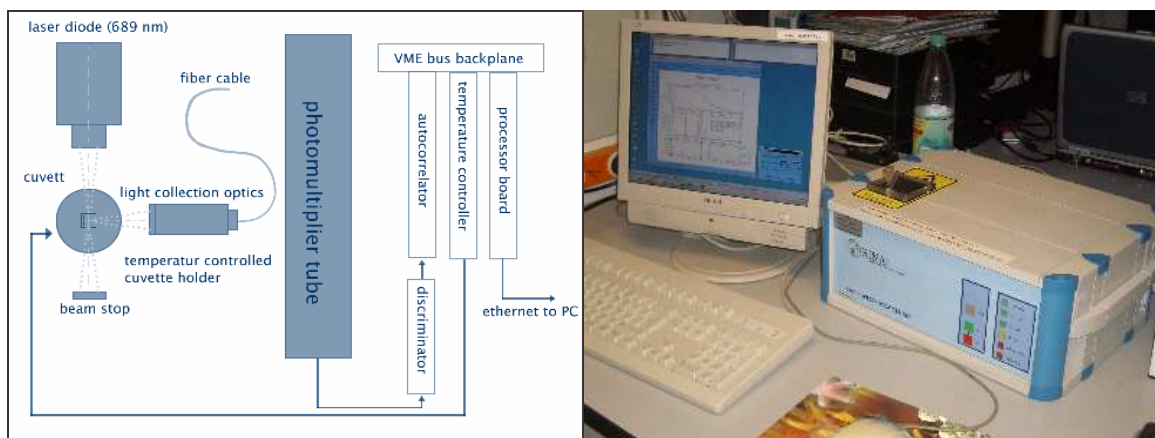 laser diode (689 nm)
fiber cable
cuvett
light collection optics
temperatur controlled
cuvette holder
beam stop
photomultiplier tube
VME bus backplane
autocorrelator
temperature controller
processor board
discriminator
ethernet to PC